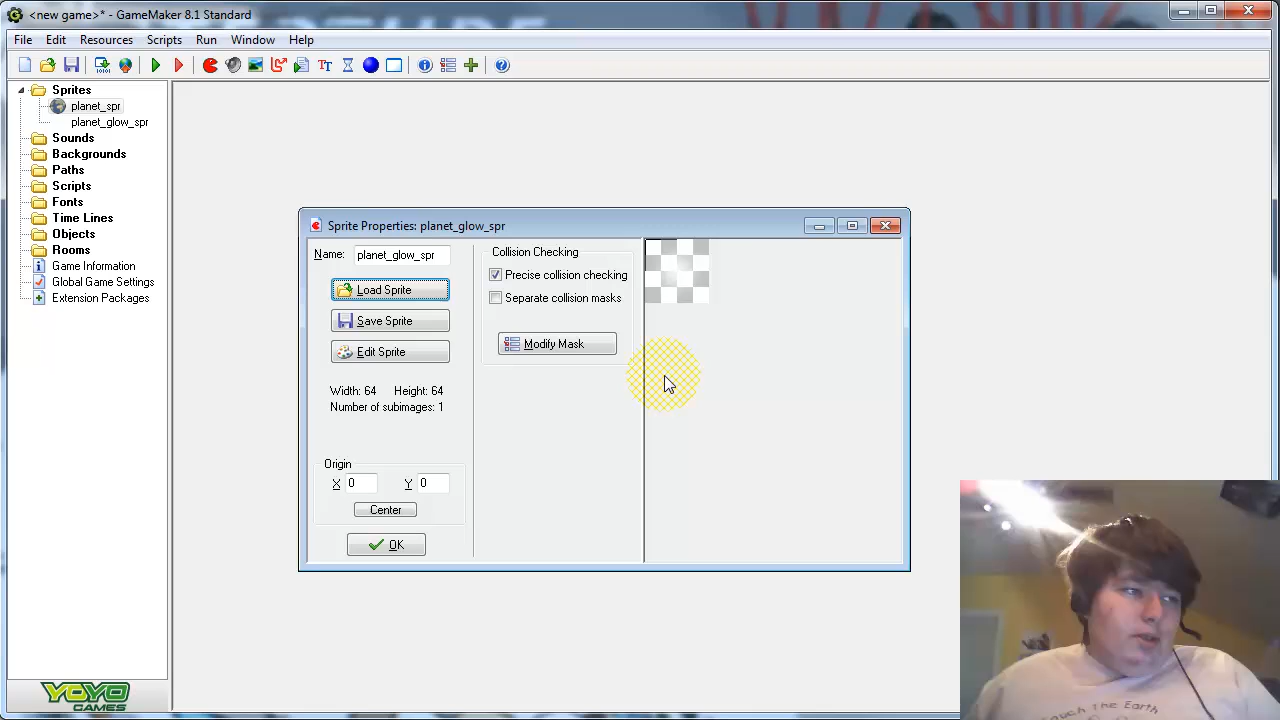 <new game>* - GameMaker 8.1 Standard
File Edit Resources Scripts Run Window Help
Sprites
planet_spr
planet_glow_spr
Sounds
Backgrounds
Paths
Scripts
Fonts
Time Lines
Objects
Rooms
Game Information
Global Game Settings
Extension Packages
YOYO
GAMES
Sprite Properties: planet_glow_spr
Name: planet_glow_spr
Load Sprite
Save Sprite
Edit Sprite
Width: 64 Height: 64
Number of subimages: 1
Origin
X 0 Y 0
Center
OK
Collision Checking
Precise collision checking
Separate collision masks
Modify Mask
Touch The Earth